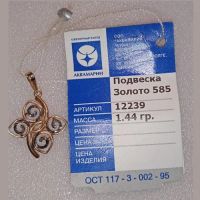 АКВАМАРИН
Подвеска
Золото 585
АРТИКУЛ 12239
МАССА 1.44 гр.
РАЗМЕР
ЦЕНА
ЦЕНА
ИЗДЕЛИЯ
ОСТ 117-3-002-95